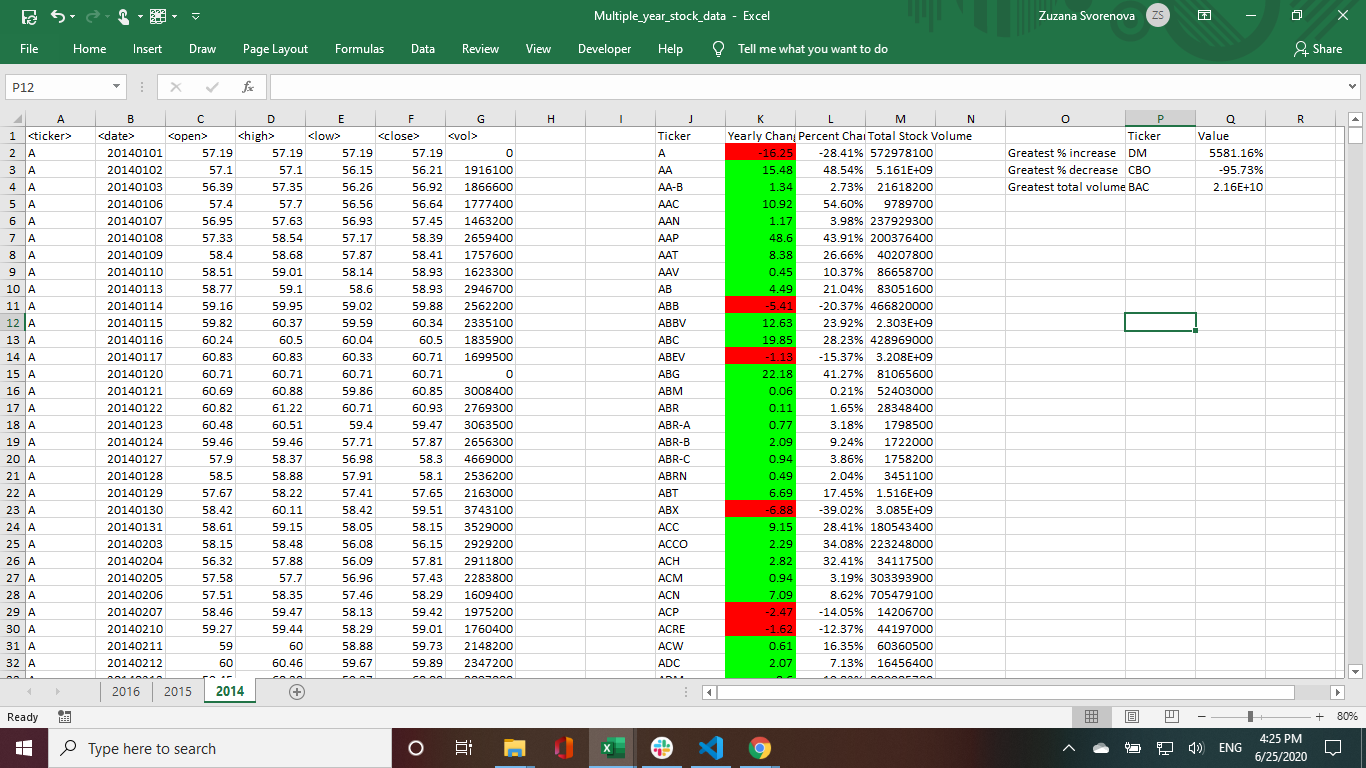 Multiple_year_stock_data - Excel
Zuzana Svorenova ZS
File Home Insert Draw Page Layout Formulas Data Review View Developer Help Tell me what you want to do Share
P12 fx
A B C D E F G H I J K L M N O P Q R
1 <ticker> <date> <open> <high> <low> <close> <vol> Ticker Yearly Chang Percent Chan Total Stock Volume Ticker Value
2 A 20140101 57.19 57.19 57.19 57.19 0 A -16.25 -28.41% 572978100 Greatest % increase DM 5581.16%
3 A 20140102 57.1 57.1 56.15 56.21 1916100 AA 15.48 48.54% 5.161E+09 Greatest % decrease CBO -95.73%
4 A 20140103 56.39 57.35 56.26 56.92 1866600 AA-B 1.34 2.73% 21618200 Greatest total volume BAC 2.16E+10
5 A 20140106 57.4 57.7 56.56 56.64 1777400 AAC 10.92 54.60% 9789700
6 A 20140107 56.95 57.63 56.93 57.45 1463200 AAN 1.17 3.98% 237929300
7 A 20140108 57.33 58.54 57.17 58.39 2659400 AAP 48.6 43.91% 200376400
8 A 20140109 58.4 58.68 57.87 58.41 1757600 AAT 8.38 26.66% 40207800
9 A 20140110 58.51 59.01 58.14 58.93 1623300 AAV 0.45 10.37% 86658700
10 A 20140113 58.77 59.1 58.6 58.93 2946700 AB 4.49 21.04% 83051600
11 A 20140114 59.16 59.95 59.02 59.88 2562200 ABB -5.41 -20.37% 466820000
12 A 20140115 59.82 60.37 59.59 60.34 2335100 ABBV 12.63 23.92% 2.303E+09
13 A 20140116 60.24 60.5 60.04 60.5 1835900 ABC 19.85 28.23% 428969000
14 A 20140117 60.83 60.83 60.33 60.71 1699500 ABEV -1.13 -15.37% 3.208E+09
15 A 20140120 60.71 60.71 60.71 60.71 0 ABG 22.18 41.27% 81065600
16 A 20140121 60.69 60.88 59.86 60.85 3008400 ABM 0.06 0.21% 52403000
17 A 20140122 60.82 61.22 60.71 60.93 2769300 ABR 0.11 1.65% 28348400
18 A 20140123 60.48 60.51 59.4 59.47 3063500 ABR-A 0.77 3.18% 1798500
19 A 20140124 59.46 59.46 57.71 57.87 2656300 ABR-B 2.09 9.24% 1722000
20 A 20140127 57.9 58.37 56.98 58.3 4669000 ABR-C 0.94 3.86% 1758200
21 A 20140128 58.5 58.88 57.91 58.1 2536200 ABRN 0.49 2.04% 3451100
22 A 20140129 57.67 58.22 57.41 57.65 2163000 ABT 6.69 17.45% 1.516E+09
23 A 20140130 58.42 60.11 58.42 59.51 3743100 ABX -6.88 -39.02% 3.085E+09
24 A 20140131 58.61 59.15 58.05 58.15 3529000 ACC 9.15 28.41% 180543400
25 A 20140203 58.15 58.48 56.08 56.15 2929200 ACCO 2.29 34.08% 223248000
26 A 20140204 56.32 57.88 56.09 57.81 2911800 ACH 2.82 32.41% 34117500
27 A 20140205 57.58 57.7 56.96 57.43 2283800 ACM 0.94 3.19% 303393900
28 A 20140206 57.51 58.35 57.46 58.29 1609400 ACN 7.09 8.62% 705479100
29 A 20140207 58.46 59.47 58.13 59.42 1975200 ACP -2.47 -14.05% 14206700
30 A 20140210 59.27 59.44 58.29 59.01 1760400 ACRE -1.62 -12.37% 44197000
31 A 20140211 59 60 58.88 59.73 2148200 ACW 0.61 16.35% 60360500
32 A 20140212 60 60.46 59.67 59.89 2347200 ADC 2.07 7.13% 16456400
2016 2015 2014
Ready 80%
Type here to search
ENG 4:25 PM
6/25/2020